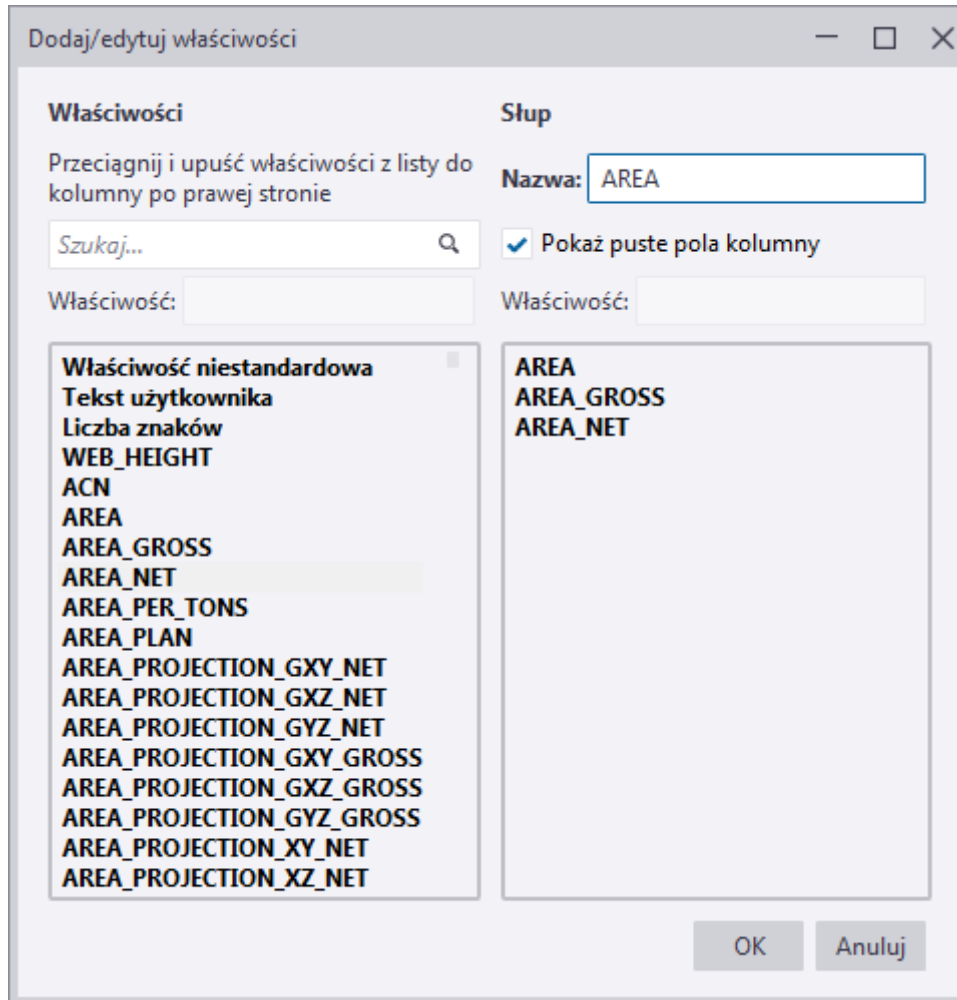 Dodaj/edytuj właściwości
Właściwości
Przeciągnij i upuść właściwości z listy do
kolumny po prawej stronie
Szukaj...
Właściwość:
Właściwość niestandardowa
Tekst użytkownika
Liczba znaków
WEB_HEIGHT
ACN
AREA
AREA_GROSS
AREA_NET
AREA_PER_TONS
AREA_PLAN
AREA_PROJECTION_GXY_NET
AREA_PROJECTION_GXZ_NET
AREA_PROJECTION_GYZ_NET
AREA_PROJECTION_GXY_GROSS
AREA_PROJECTION_GXZ_GROSS
AREA_PROJECTION_GYZ_GROSS
AREA_PROJECTION_XY_NET
AREA_PROJECTION_XZ_NET
Słup
Nazwa: AREA
Pokaż puste pola kolumny
Właściwość:
AREA
AREA_GROSS
AREA_NET
OK Anuluj